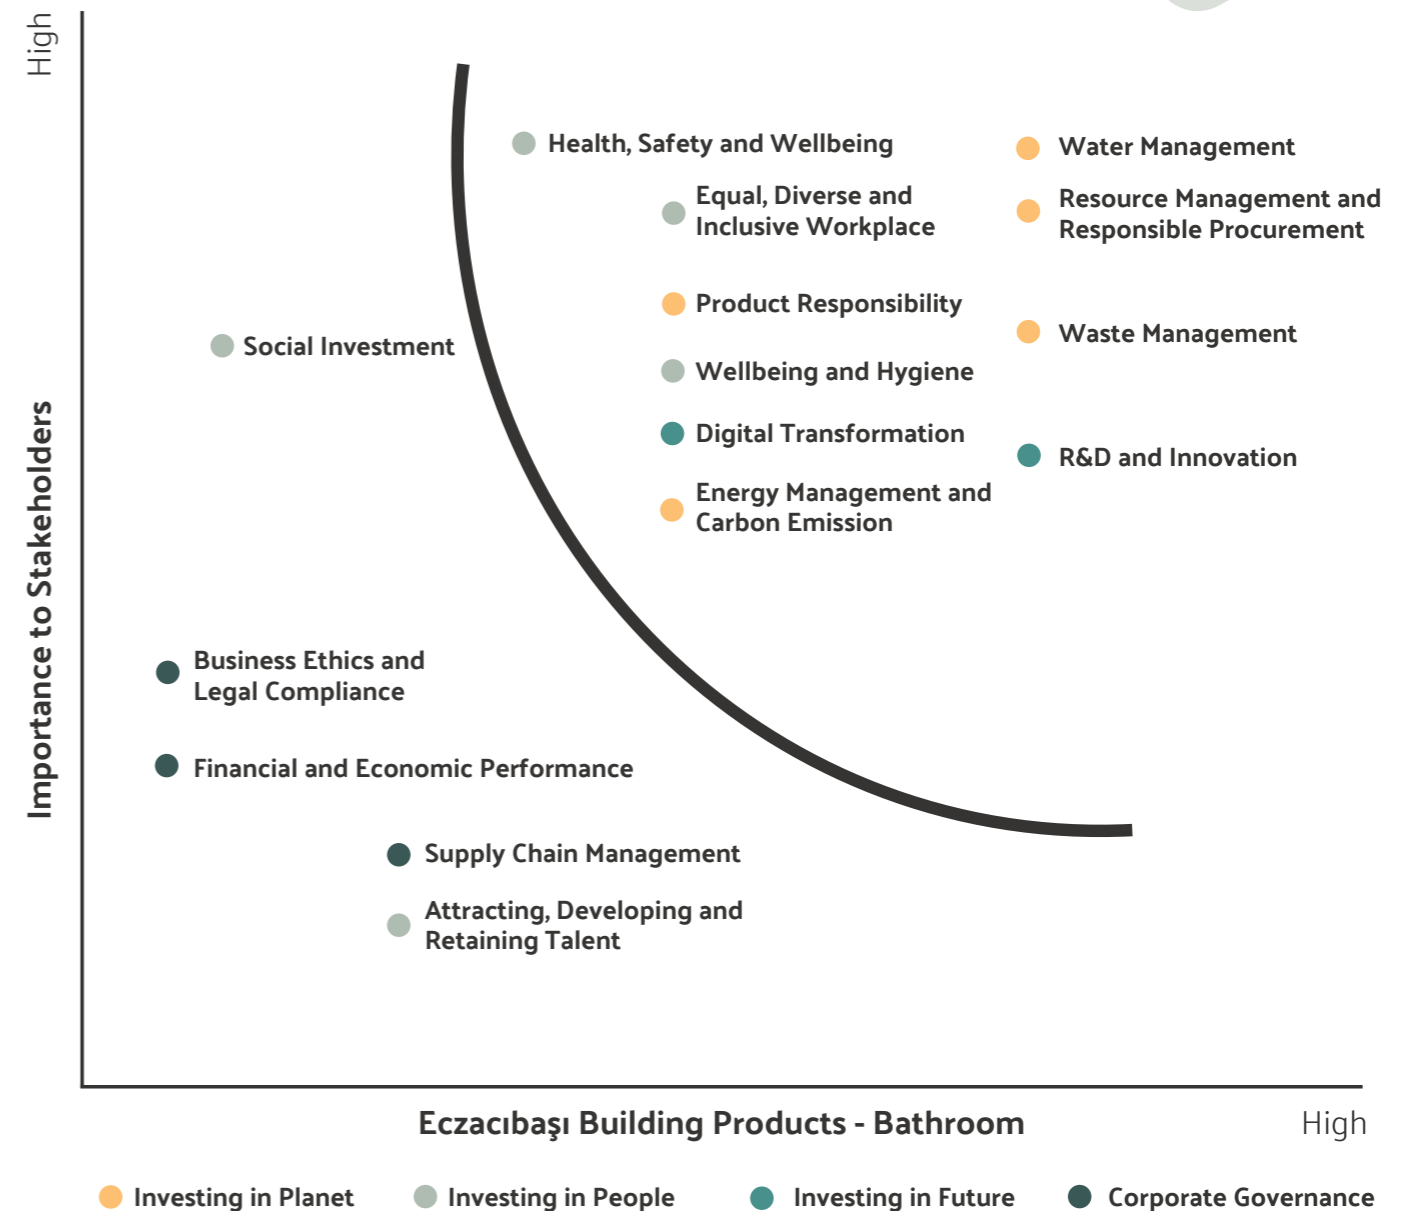 High
Importance to Stakeholders
Health, Safety and Wellbeing
Water Management
Equal, Diverse and
Inclusive Workplace
Resource Management and
Responsible Procurement
Product Responsibility
Waste Management
Social Investment
Wellbeing and Hygiene
Digital Transformation
R&D and Innovation
Energy Management and
Carbon Emission
Business Ethics and
Legal Compliance
Financial and Economic Performance
Supply Chain Management
Attracting, Developing and
Retaining Talent
Eczacıbaşı Building Products - Bathroom
High
Investing in Planet
Investing in People
Investing in Future
Corporate Governance